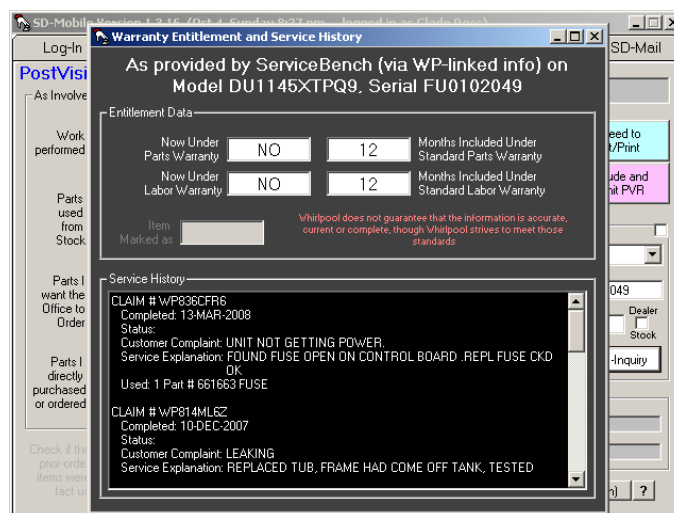 SD-Mobile Version 1.3.16 (Oct 4, Sunday 8:27 pm
logged in as Glade Ross)
Log-In
SD-Mail
PostVisi
As Involve
Work
performed
Parts
used
from
Stock
Parts I
want the
Office to
Order
Parts I
directly
purchased
or ordered
Check if the
prior-orde
items were
fact u
Warranty Entitlement and Service History
As provided by ServiceBench (via WP-linked info) on
Model DU1145XTPQ9, Serial FU0102049
Entitlement Data
Now Under
Parts Warranty
NO
12
Months Included Under
Standard Parts Warranty
Now Under
Labor Warranty
NO
12
Months Included Under
Standard Labor Warranty
Item
Marked as
Whirlpool does not guarantee that the information is accurate,
current or complete, though Whirlpool strives to meet those
standards
Service History
CLAIM # WP836CFR6
Completed: 13-MAR-2008
Status:
Customer Complaint: UNIT NOT GETTING POWER.
Service Explanation: FOUND FUSE OPEN ON CONTROL BOARD .REPL FUSE CKD
OK
Used: 1 Part # 661663 FUSE
CLAIM # WP814ML6Z
Completed: 10-DEC-2007
Status:
Customer Complaint: LEAKING
Service Explanation: REPLACED TUB, FRAME HAD COME OFF TANK, TESTED
eed to
t/Print
ude and
nit PVR
049
Dealer
Stock
-Inquiry
n)
?